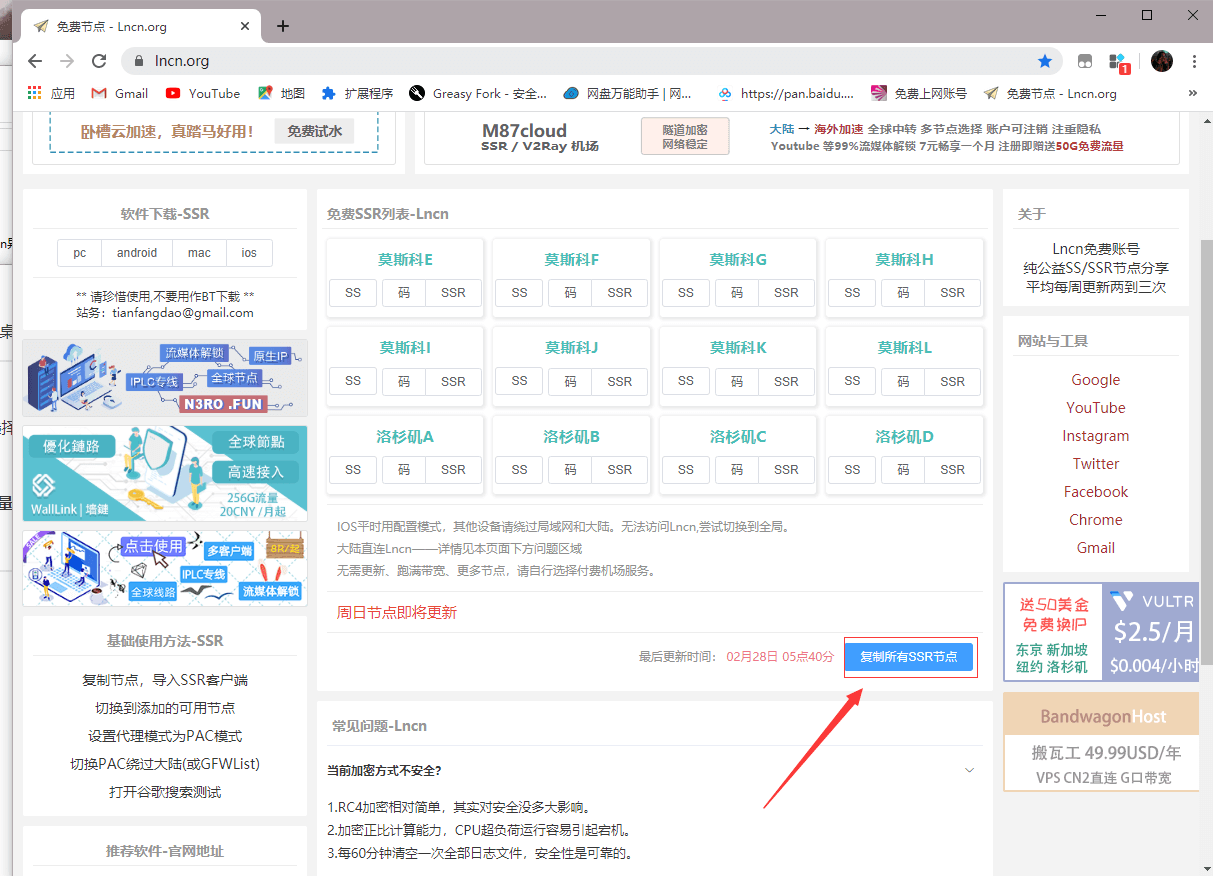 免费节点 - Lncn.org
lncn.org
1
应用
Gmail
YouTube
地图
扩展程序
Greasy Fork - 安全...
网盘万能助手 | 网...
https://pan.baidu....
免费上网账号
免费节点 - Lncn.org
»
卧槽云加速，真踏马好用！
免费试水
M87cloud
SSR / V2Ray 机场
隧道加密
网络稳定
大陆 → 海外加速 全球中转 多节点选择 账户可注销 注重隐私
Youtube 等99%流媒体解锁 7元畅享一个月 注册即赠送50G免费流量
软件下载-SSR
pc android mac ios
** 请珍惜使用,不要用作BT下载 **
站务：tianfangdao@gmail.com
流媒体解锁
原生IP
IPLC专线
全球节点
N3RO .FUN
優化鏈路
全球節點
高速接入
256G流量
20CNY /月起
WallLink | 墙鏈
SALE
点击使用
多客户端
8R/起
IPLC专线
全球线路
流媒体解锁
基础使用方法-SSR
复制节点，导入SSR客户端
切换到添加的可用节点
设置代理模式为PAC模式
切换PAC绕过大陆(或GFWList)
打开谷歌搜索测试
推荐软件-官网地址
免费SSR列表-Lncn
莫斯科E 莫斯科F 莫斯科G 莫斯科H
SS 码 SSR SS 码 SSR SS 码 SSR SS 码 SSR
莫斯科I 莫斯科J 莫斯科K 莫斯科L
SS 码 SSR SS 码 SSR SS 码 SSR SS 码 SSR
洛杉矶A 洛杉矶B 洛杉矶C 洛杉矶D
SS 码 SSR SS 码 SSR SS 码 SSR SS 码 SSR
IOS平时用配置模式，其他设备请绕过局域网和大陆。无法访问Lncn,尝试切换到全局。
大陆直连Lncn——详情见本页面下方问题区域
无需更新、跑满带宽、更多节点，请自行选择付费机场服务。
周日节点即将更新
最后更新时间： 02月28日 05点40分
复制所有SSR节点
常见问题-Lncn
当前加密方式不安全?
1.RC4加密相对简单，其实对安全没多大影响。
2.加密正比计算能力，CPU超负荷运行容易引起宕机。
3.每60分钟清空一次全部日志文件，安全性是可靠的。
关于
Lncn免费账号
纯公益SS/SSR节点分享
平均每周更新两到三次
网站与工具
Google
YouTube
Instagram
Twitter
Facebook
Chrome
Gmail
送50美金
免费换IP
东京 新加坡
纽约 洛杉矶
VULTR
$2.5/月
$0.004/小时
BandwagonHost
搬瓦工 49.99USD/年
VPS CN2直连 G口带宽